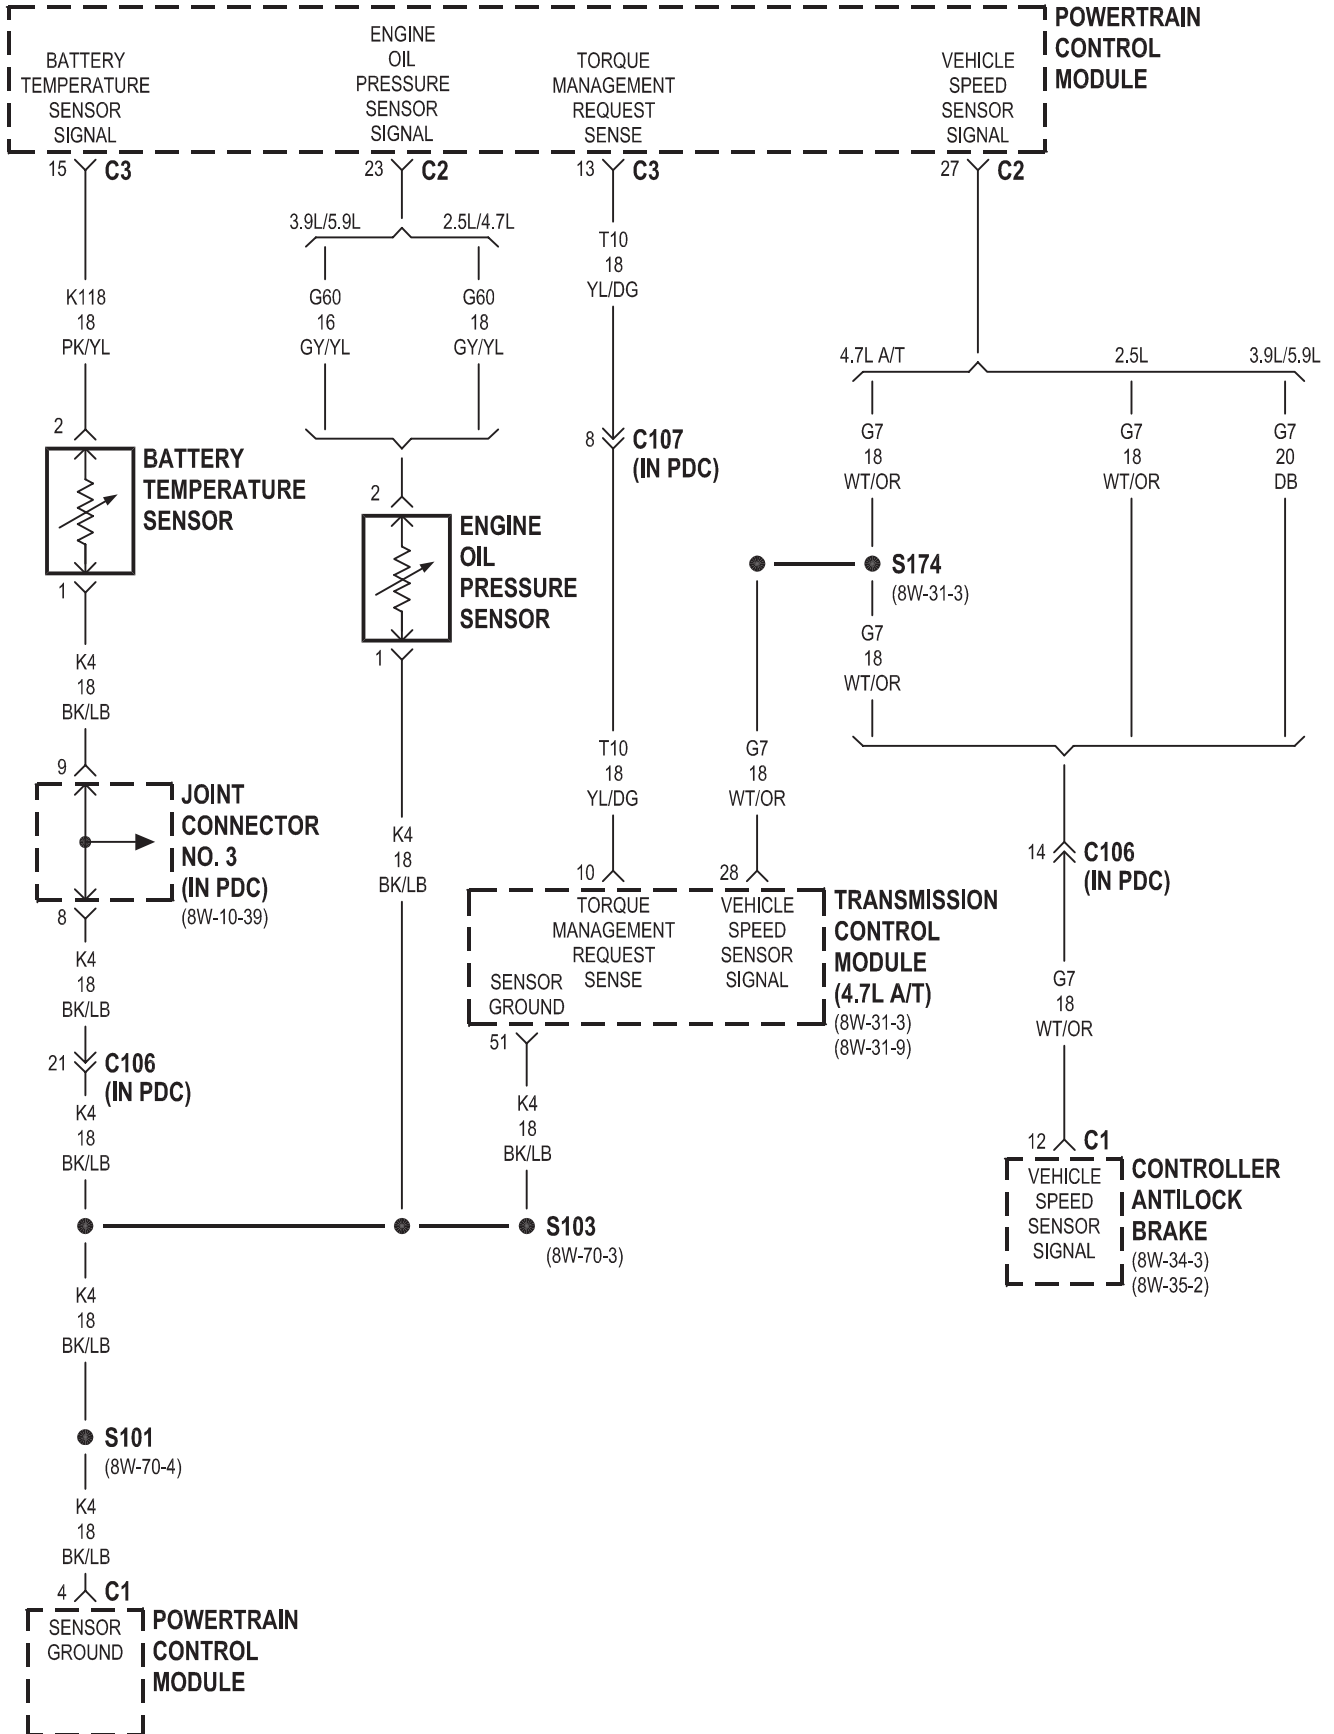 POWERTRAIN
CONTROL
MODULE
BATTERY
TEMPERATURE
SENSOR
SIGNAL
ENGINE
OIL
PRESSURE
SENSOR
SIGNAL
TORQUE
MANAGEMENT
REQUEST
SENSE
VEHICLE
SPEED
SENSOR
SIGNAL
15 C3
23 C2
13 C3
27 C2
3.9L/5.9L
2.5L/4.7L
T10
18
YL/DG
K118
18
PK/YL
G60
16
GY/YL
G60
18
GY/YL
4.7L A/T
2.5L
3.9L/5.9L
G7
18
WT/OR
G7
18
WT/OR
G7
20
DB
2
BATTERY
TEMPERATURE
SENSOR
1
2
ENGINE
OIL
PRESSURE
SENSOR
1
8 C107
(IN PDC)
S174
(8W-31-3)
G7
18
WT/OR
K4
18
BK/LB
9
JOINT
CONNECTOR
NO. 3
(IN PDC)
(8W-10-39)
8
T10
18
YL/DG
G7
18
WT/OR
K4
18
BK/LB
10
28
TORQUE
MANAGEMENT
REQUEST
SENSE
VEHICLE
SPEED
SENSOR
SIGNAL
SENSOR
GROUND
TRANSMISSION
CONTROL
MODULE
(4.7L A/T)
(8W-31-3)
(8W-31-9)
14 C106
(IN PDC)
K4
18
BK/LB
G7
18
WT/OR
51
21 C106
(IN PDC)
K4
18
BK/LB
K4
18
BK/LB
12 C1
VEHICLE
SPEED
SENSOR
SIGNAL
CONTROLLER
ANTILOCK
BRAKE
(8W-34-3)
(8W-35-2)
S103
(8W-70-3)
K4
18
BK/LB
S101
(8W-70-4)
K4
18
BK/LB
4 C1
SENSOR
GROUND
POWERTRAIN
CONTROL
MODULE